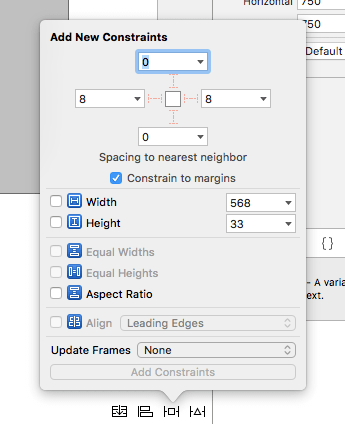 Horizontal 750
750
Add New Constraints
0
Default
8 8
0
Spacing to nearest neighbor
Constrain to margins
Width 568
Height 33
{ }
Equal Widths
Equal Heights
- A varia
Aspect Ratio
ext.
Align Leading Edges
Update Frames None
Add Constraints